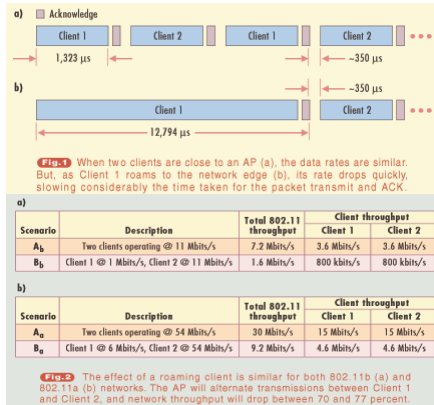 a) Acknowledge
Client 1 Client 2 Client 1 Client 2
1,323 µs ~350 µs
b) ~350 µs
Client 1 Client 2
12,794 µs
Fig.1 When two clients are close to an AP (a), the data rates are similar.
But, as Client 1 roams to the network edge (b), its rate drops quickly,
slowing considerably the time taken for the packet transmit and ACK.
a)
Scenario Description Total 802.11 throughput Client throughput
Client 1 Client 2
Ab Two clients operating @ 11 Mbits/s 7.2 Mbits/s 3.6 Mbits/s 3.6 Mbits/s
Bb Client 1 @ 1 Mbits/s, Client 2 @ 11 Mbits/s 1.6 Mbits/s 800 kbits/s 800 kbits/s
b)
Scenario Description Total 802.11 throughput Client throughput
Client 1 Client 2
Aa Two clients operating @ 54 Mbits/s 30 Mbits/s 15 Mbits/s 15 Mbits/s
Ba Client 1 @ 6 Mbits/s, Client 2 @ 54 Mbits/s 9.2 Mbits/s 4.6 Mbits/s 4.6 Mbits/s
Fig.2 The effect of a roaming client is similar for both 802.11b (a) and
802.11a (b) networks. The AP will alternate transmissions between Client 1
and Client 2, and network throughput will drop between 70 and 77 percent.